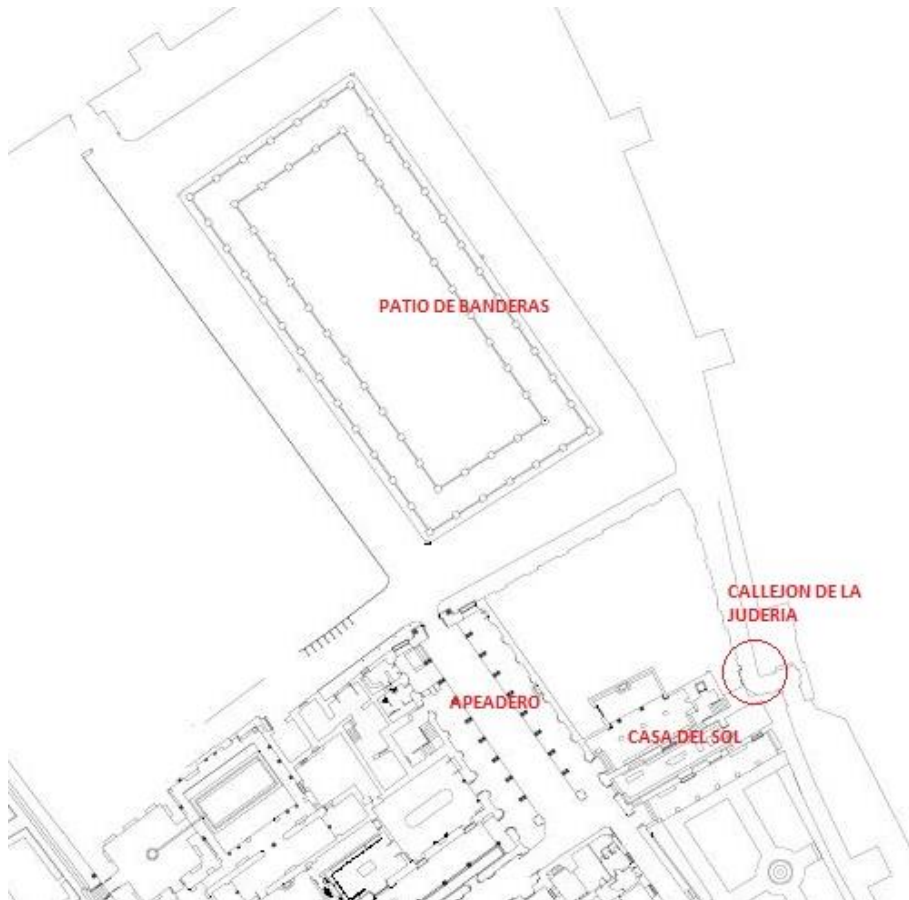 PATIO DE BANDERAS
CALLEJON DE LA
JUDERIA
APEADERO
CASA DEL SOL